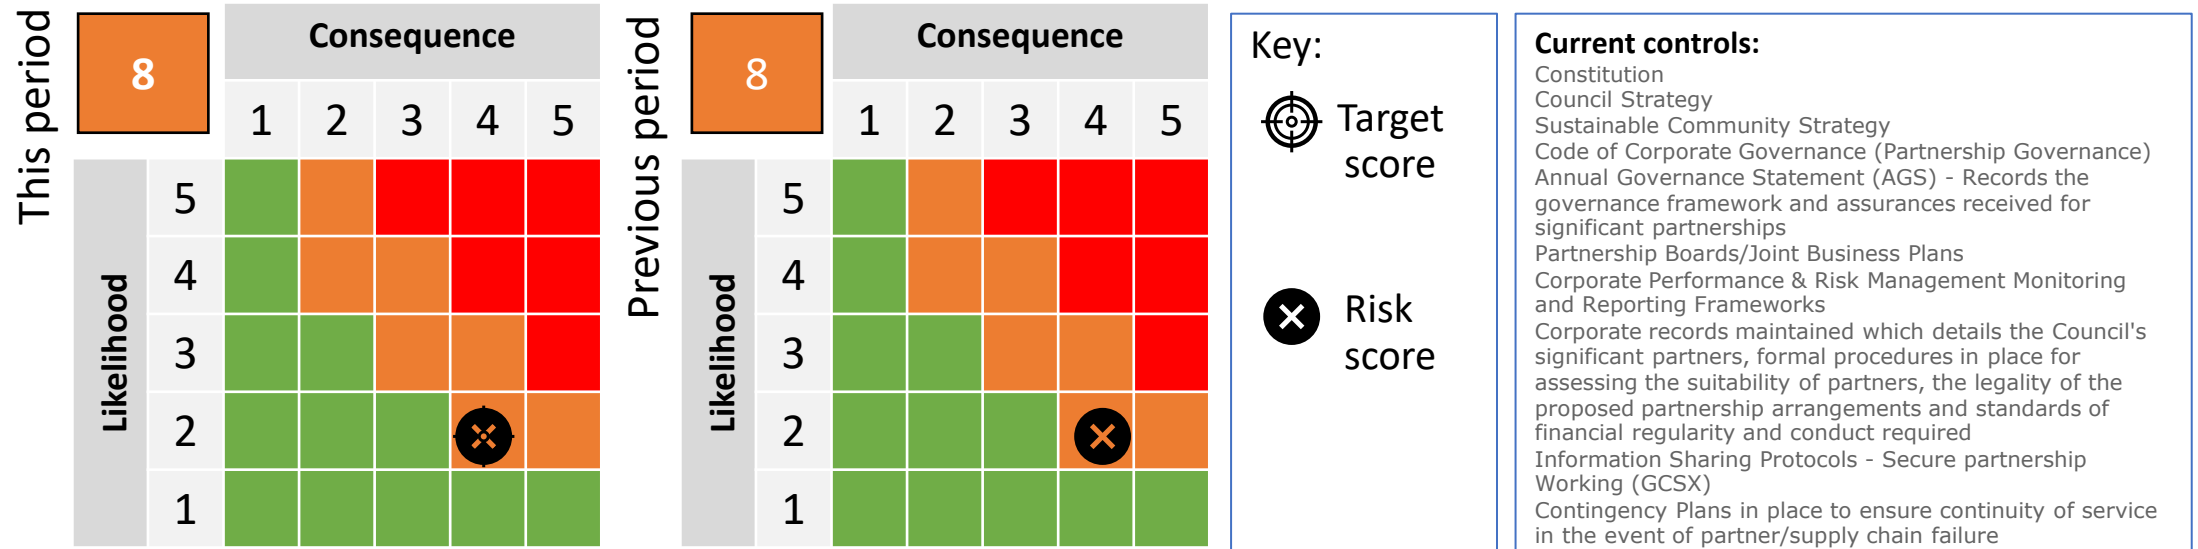 This period
8
Consequence
1 2 3 4 5
Likelihood
5
4
3
2
1
Previous period
8
Consequence
1 2 3 4 5
Likelihood
5
4
3
2
1
Key:
Target
score
Risk
score
Current controls:
Constitution
Council Strategy
Sustainable Community Strategy
Code of Corporate Governance (Partnership Governance)
Annual Governance Statement (AGS) - Records the
governance framework and assurances received for
significant partnerships
Partnership Boards/Joint Business Plans
Corporate Performance & Risk Management Monitoring
and Reporting Frameworks
Corporate records maintained which details the Council's
significant partners, formal procedures in place for
assessing the suitability of partners, the legality of the
proposed partnership arrangements and standards of
financial regularity and conduct required
Information Sharing Protocols - Secure partnership
Working (GCSX)
Contingency Plans in place to ensure continuity of service
in the event of partner/supply chain failure